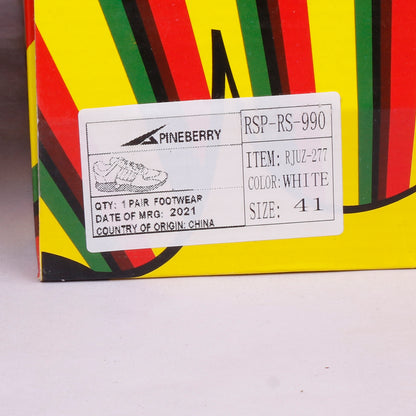 PINEBERRY
QTY: 1 PAIR FOOTWEAR
DATE OF MRG: 2021
COUNTRY OF ORIGIN: CHINA
RSP-RS-990
ITEM: RJUZ-277
COLOR: WHITE
SIZE: 41